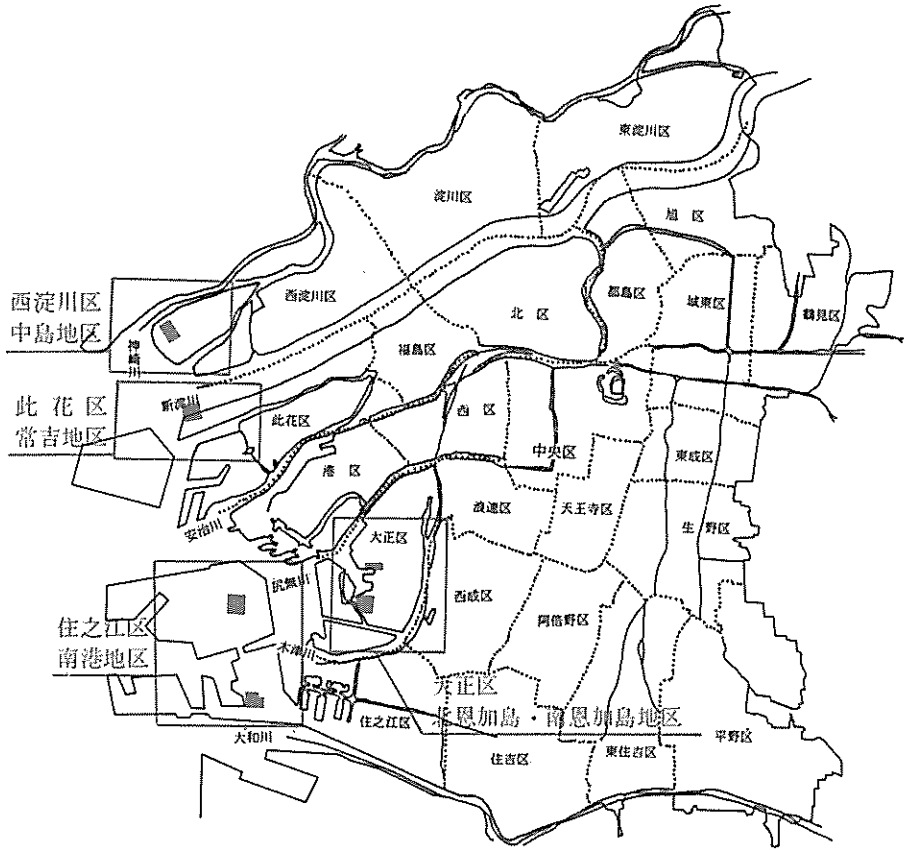 東淀川区
淀川区
旭 区
西淀川区
中島地区
西淀川区
北 区
都島区
城東区
鶴見区
神崎川
福島区
此 花 区
常吉地区
新淀川
此花区
西 区
港 区
中央区
東成区
安治川
浪速区
天王寺区
生 野 区
大正区
尻無川
西成区
阿倍野区
住之江区
南港地区
木津川
大正区
北恩加島・南恩加島地区
住之江区
大和川
住吉区
東住吉区
平野区